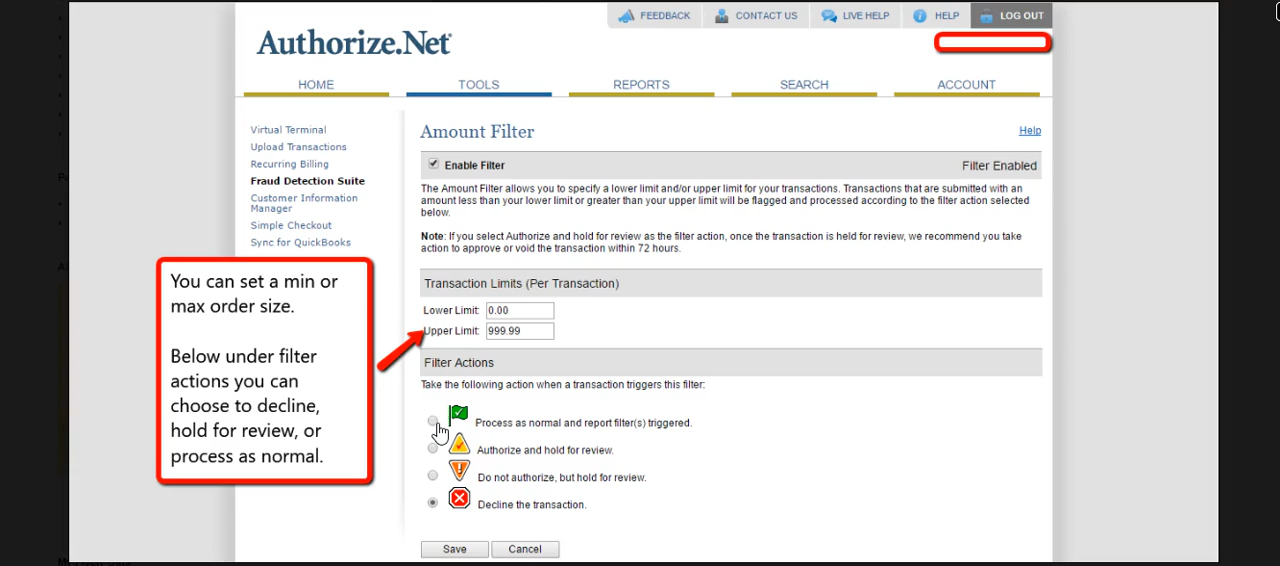 FEEDBACK CONTACT US LIVE HELP HELP LOG OUT
Authorize.Net
HOME TOOLS REPORTS SEARCH ACCOUNT
Virtual Terminal
Upload Transactions
Recurring Billing
Fraud Detection Suite
Customer Information
Manager
Simple Checkout
Sync for QuickBooks
You can set a min or
max order size.
Below under filter
actions you can
choose to decline,
hold for review, or
process as normal.
Amount Filter
Help
Enable Filter Filter Enabled
The Amount Filter allows you to specify a lower limit and/or upper limit for your transactions. Transactions that are submitted with an
amount less than your lower limit or greater than your upper limit will be flagged and processed according to the filter action selected
below.
Note: If you select Authorize and hold for review as the filter action, once the transaction is held for review, we recommend you take
action to approve or void the transaction within 72 hours.
Transaction Limits (Per Transaction)
Lower Limit: 0.00
Upper Limit: 999.99
Filter Actions
Take the following action when a transaction triggers this filter:
Process as normal and report filter(s) triggered.
Authorize and hold for review.
Do not authorize, but hold for review.
Decline the transaction.
Save Cancel